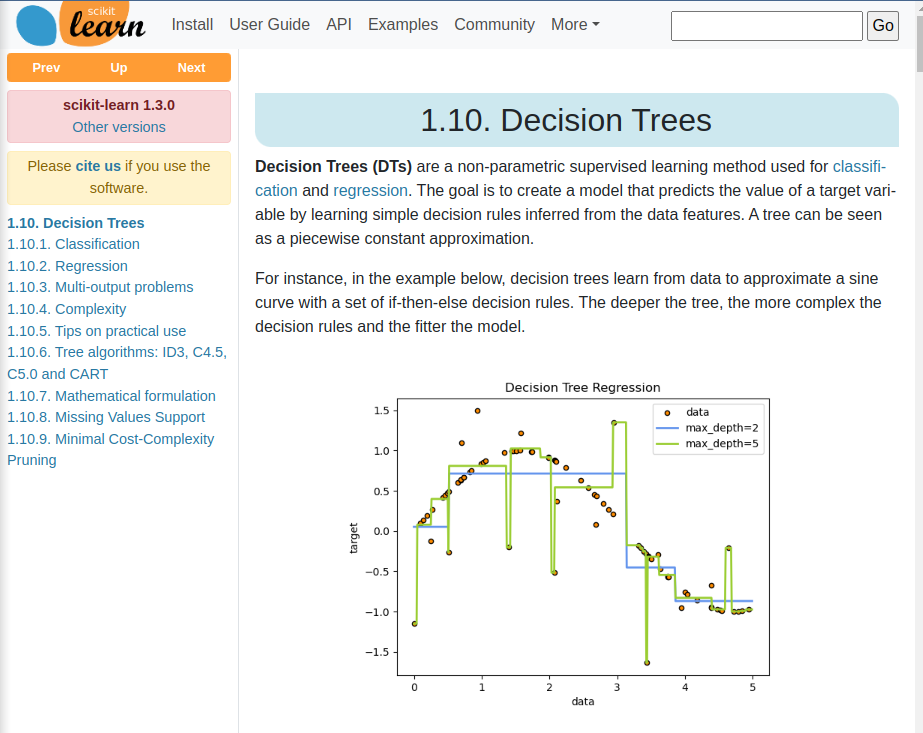 scikit
learn
Install User Guide API Examples Community More
Go
Prev Up Next
scikit-learn 1.3.0
Other versions
Please cite us if you use the
software.
1.10. Decision Trees
1.10.1. Classification
1.10.2. Regression
1.10.3. Multi-output problems
1.10.4. Complexity
1.10.5. Tips on practical use
1.10.6. Tree algorithms: ID3, C4.5,
C5.0 and CART
1.10.7. Mathematical formulation
1.10.8. Missing Values Support
1.10.9. Minimal Cost-Complexity
Pruning
1.10. Decision Trees
Decision Trees (DTs) are a non-parametric supervised learning method used for classifi-
cation and regression. The goal is to create a model that predicts the value of a target vari-
able by learning simple decision rules inferred from the data features. A tree can be seen
as a piecewise constant approximation.
For instance, in the example below, decision trees learn from data to approximate a sine
curve with a set of if-then-else decision rules. The deeper the tree, the more complex the
decision rules and the fitter the model.
Decision Tree Regression
data
max_depth=2
max_depth=5
target
1.5
1.0
0.5
0.0
−0.5
−1.0
−1.5
0 1 2 3 4 5
data